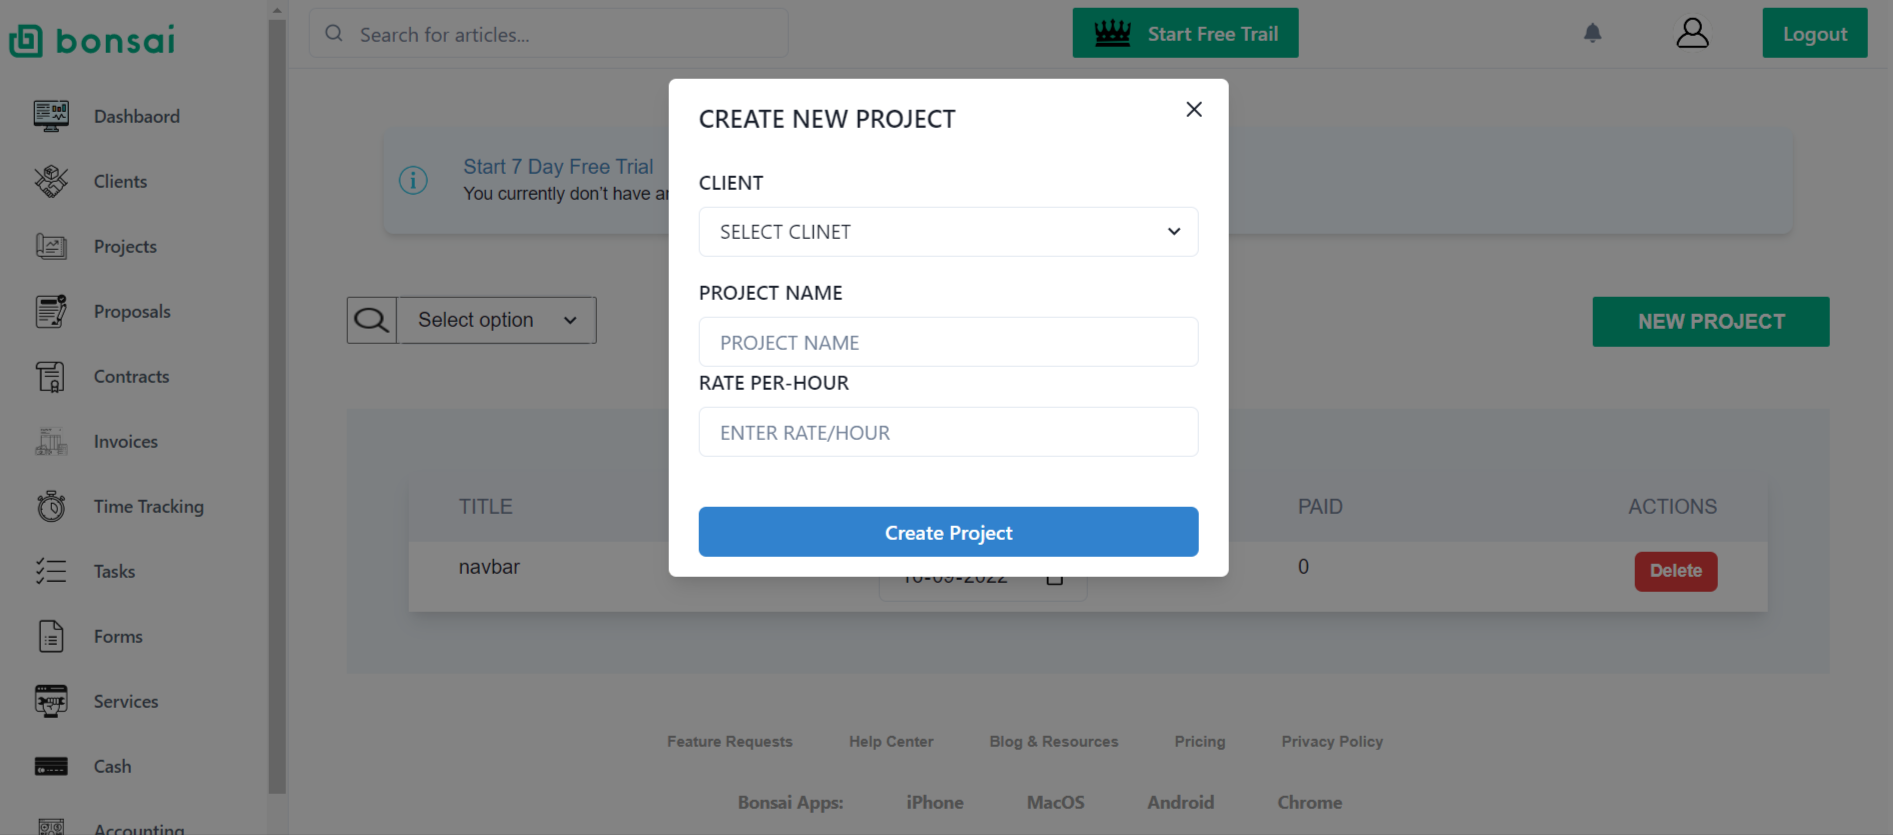 bonsai
Search for articles...
Start Free Trail
Logout
Dashbaord
Clients
Projects
Proposals
Contracts
Invoices
Time Tracking
Tasks
Forms
Services
Cash
Accounting
Start 7 Day Free Trial
You currently don't have
Select option
NEW PROJECT
CREATE NEW PROJECT
CLIENT
SELECT CLINET
PROJECT NAME
PROJECT NAME
RATE PER-HOUR
ENTER RATE/HOUR
Create Project
TITLE PAID ACTIONS
navbar 0 Delete
Feature Requests Help Center Blog & Resources Pricing Privacy Policy
Bonsai Apps: iPhone MacOS Android Chrome